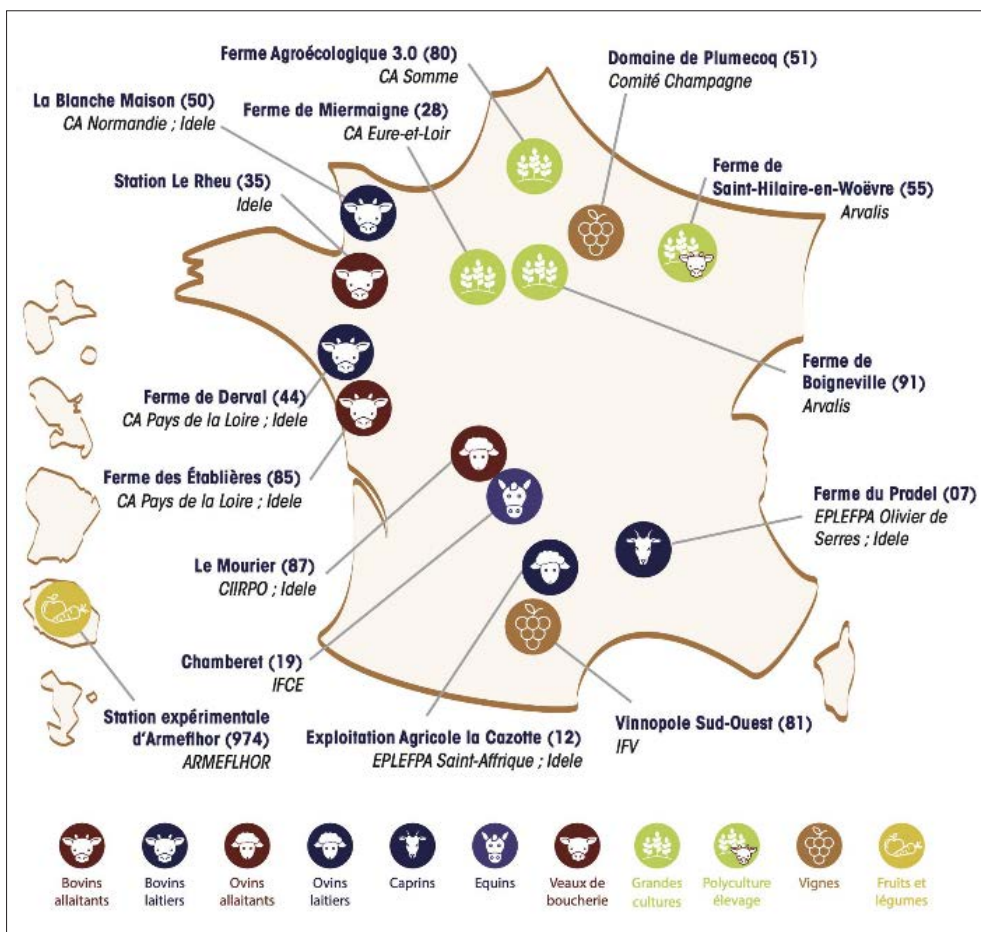 Ferme Agroécologique 3.0 (80)
CA Somme
Domaine de Plumecoq (51)
Comité Champagne
La Blanche Maison (50)
CA Normandie ; Idele
Ferme de Miermaigne (28)
CA Eure-et-Loir
Station Le Rheu (35)
Idele
Ferme de
Saint-Hilaire-en-Woëvre (55)
Arvalis
Ferme de
Boigneville (91)
Arvalis
Ferme de Derval (44)
CA Pays de la Loire ; Idele
Ferme des Établières (85)
CA Pays de la Loire ; Idele
Ferme du Pradel (07)
EPLEFPA Olivier de
Serres ; Idele
Le Mourier (87)
CIIRPO ; Idele
Chamberet (19)
IFCE
Station expérimentale
d'Armeflhor (974)
ARMEFLHOR
Exploitation Agricole la Cazotte (12)
EPLEFPA Saint-Affrique ; Idele
Vinnopole Sud-Ouest (81)
IFV
Bovins
allaitants
Bovins
laitiers
Ovins
allaitants
Ovins
laitiers
Caprins
Equins
Veaux de
boucherie
Grandes
cultures
Polyculture
élevage
Vignes
Fruits et
légumes